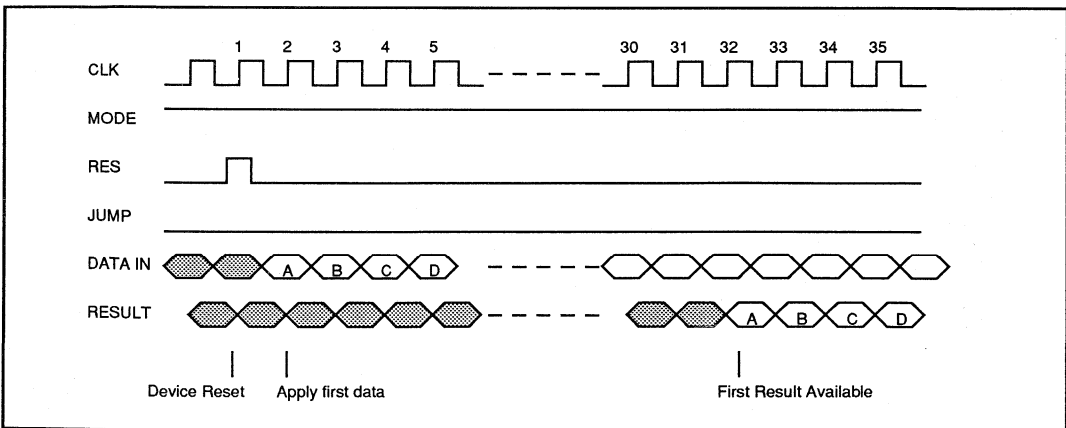 1 2 3 4 5 30 31 32 33 34 35
CLK
MODE
RES
JUMP
DATA IN A B C D
RESULT A B C D
Device Reset Apply first data First Result Available